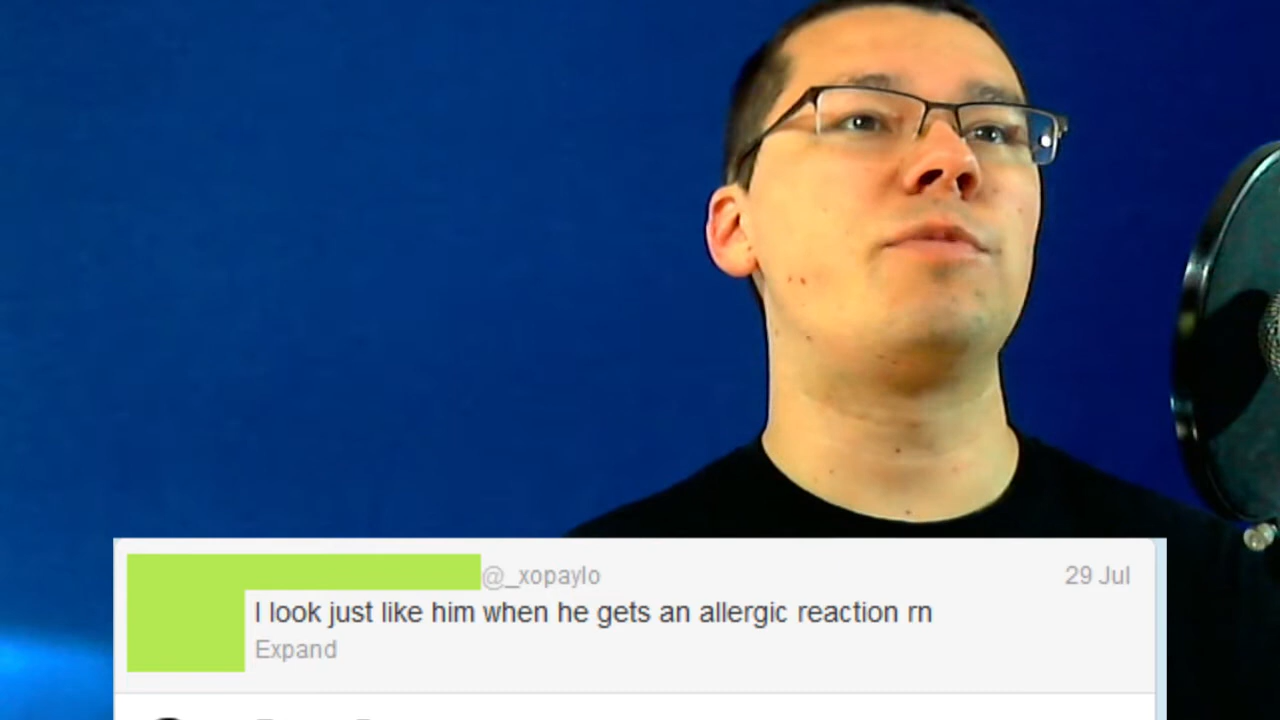 @_xopaylo 29 Jul
I look just like him when he gets an allergic reaction rn
Expand